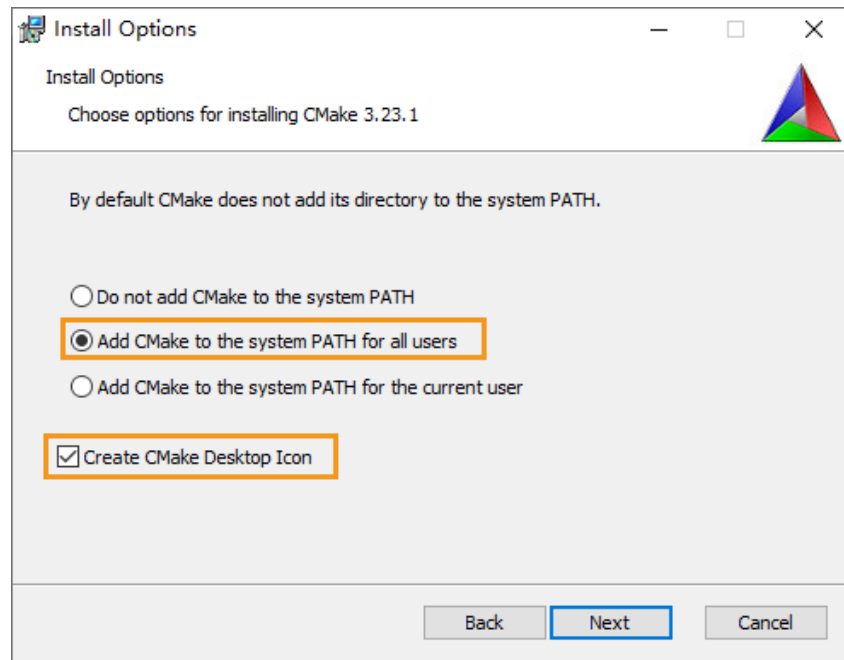 Install Options
Install Options
Choose options for installing CMake 3.23.1
By default CMake does not add its directory to the system PATH.
Do not add CMake to the system PATH
Add CMake to the system PATH for all users
Add CMake to the system PATH for the current user
Create CMake Desktop Icon
Back Next Cancel